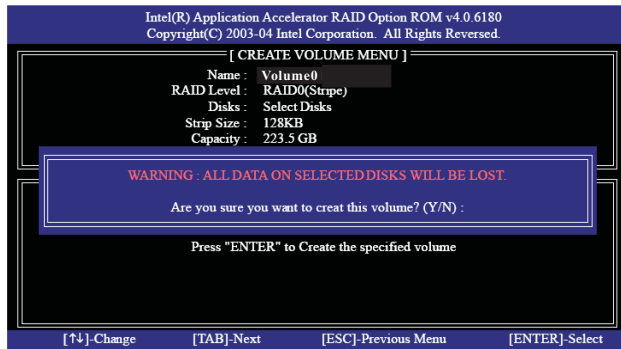 Intel(R) Application Accelerator RAID Option ROM v4.0.6180
Copyright(C) 2003-04 Intel Corporation. All Rights Reversed.
[ CREATE VOLUME MENU ]
Name : Volume0
RAID Level : RAID0(Stripe)
Disks : Select Disks
Strip Size : 128KB
Capacity : 223.5 GB
WARNING : ALL DATA ON SELECTED DISKS WILL BE LOST.
Are you sure you want to creat this volume? (Y/N) :
Press "ENTER" to Create the specified volume
[↑↓]-Change [TAB]-Next [ESC]-Previous Menu [ENTER]-Select